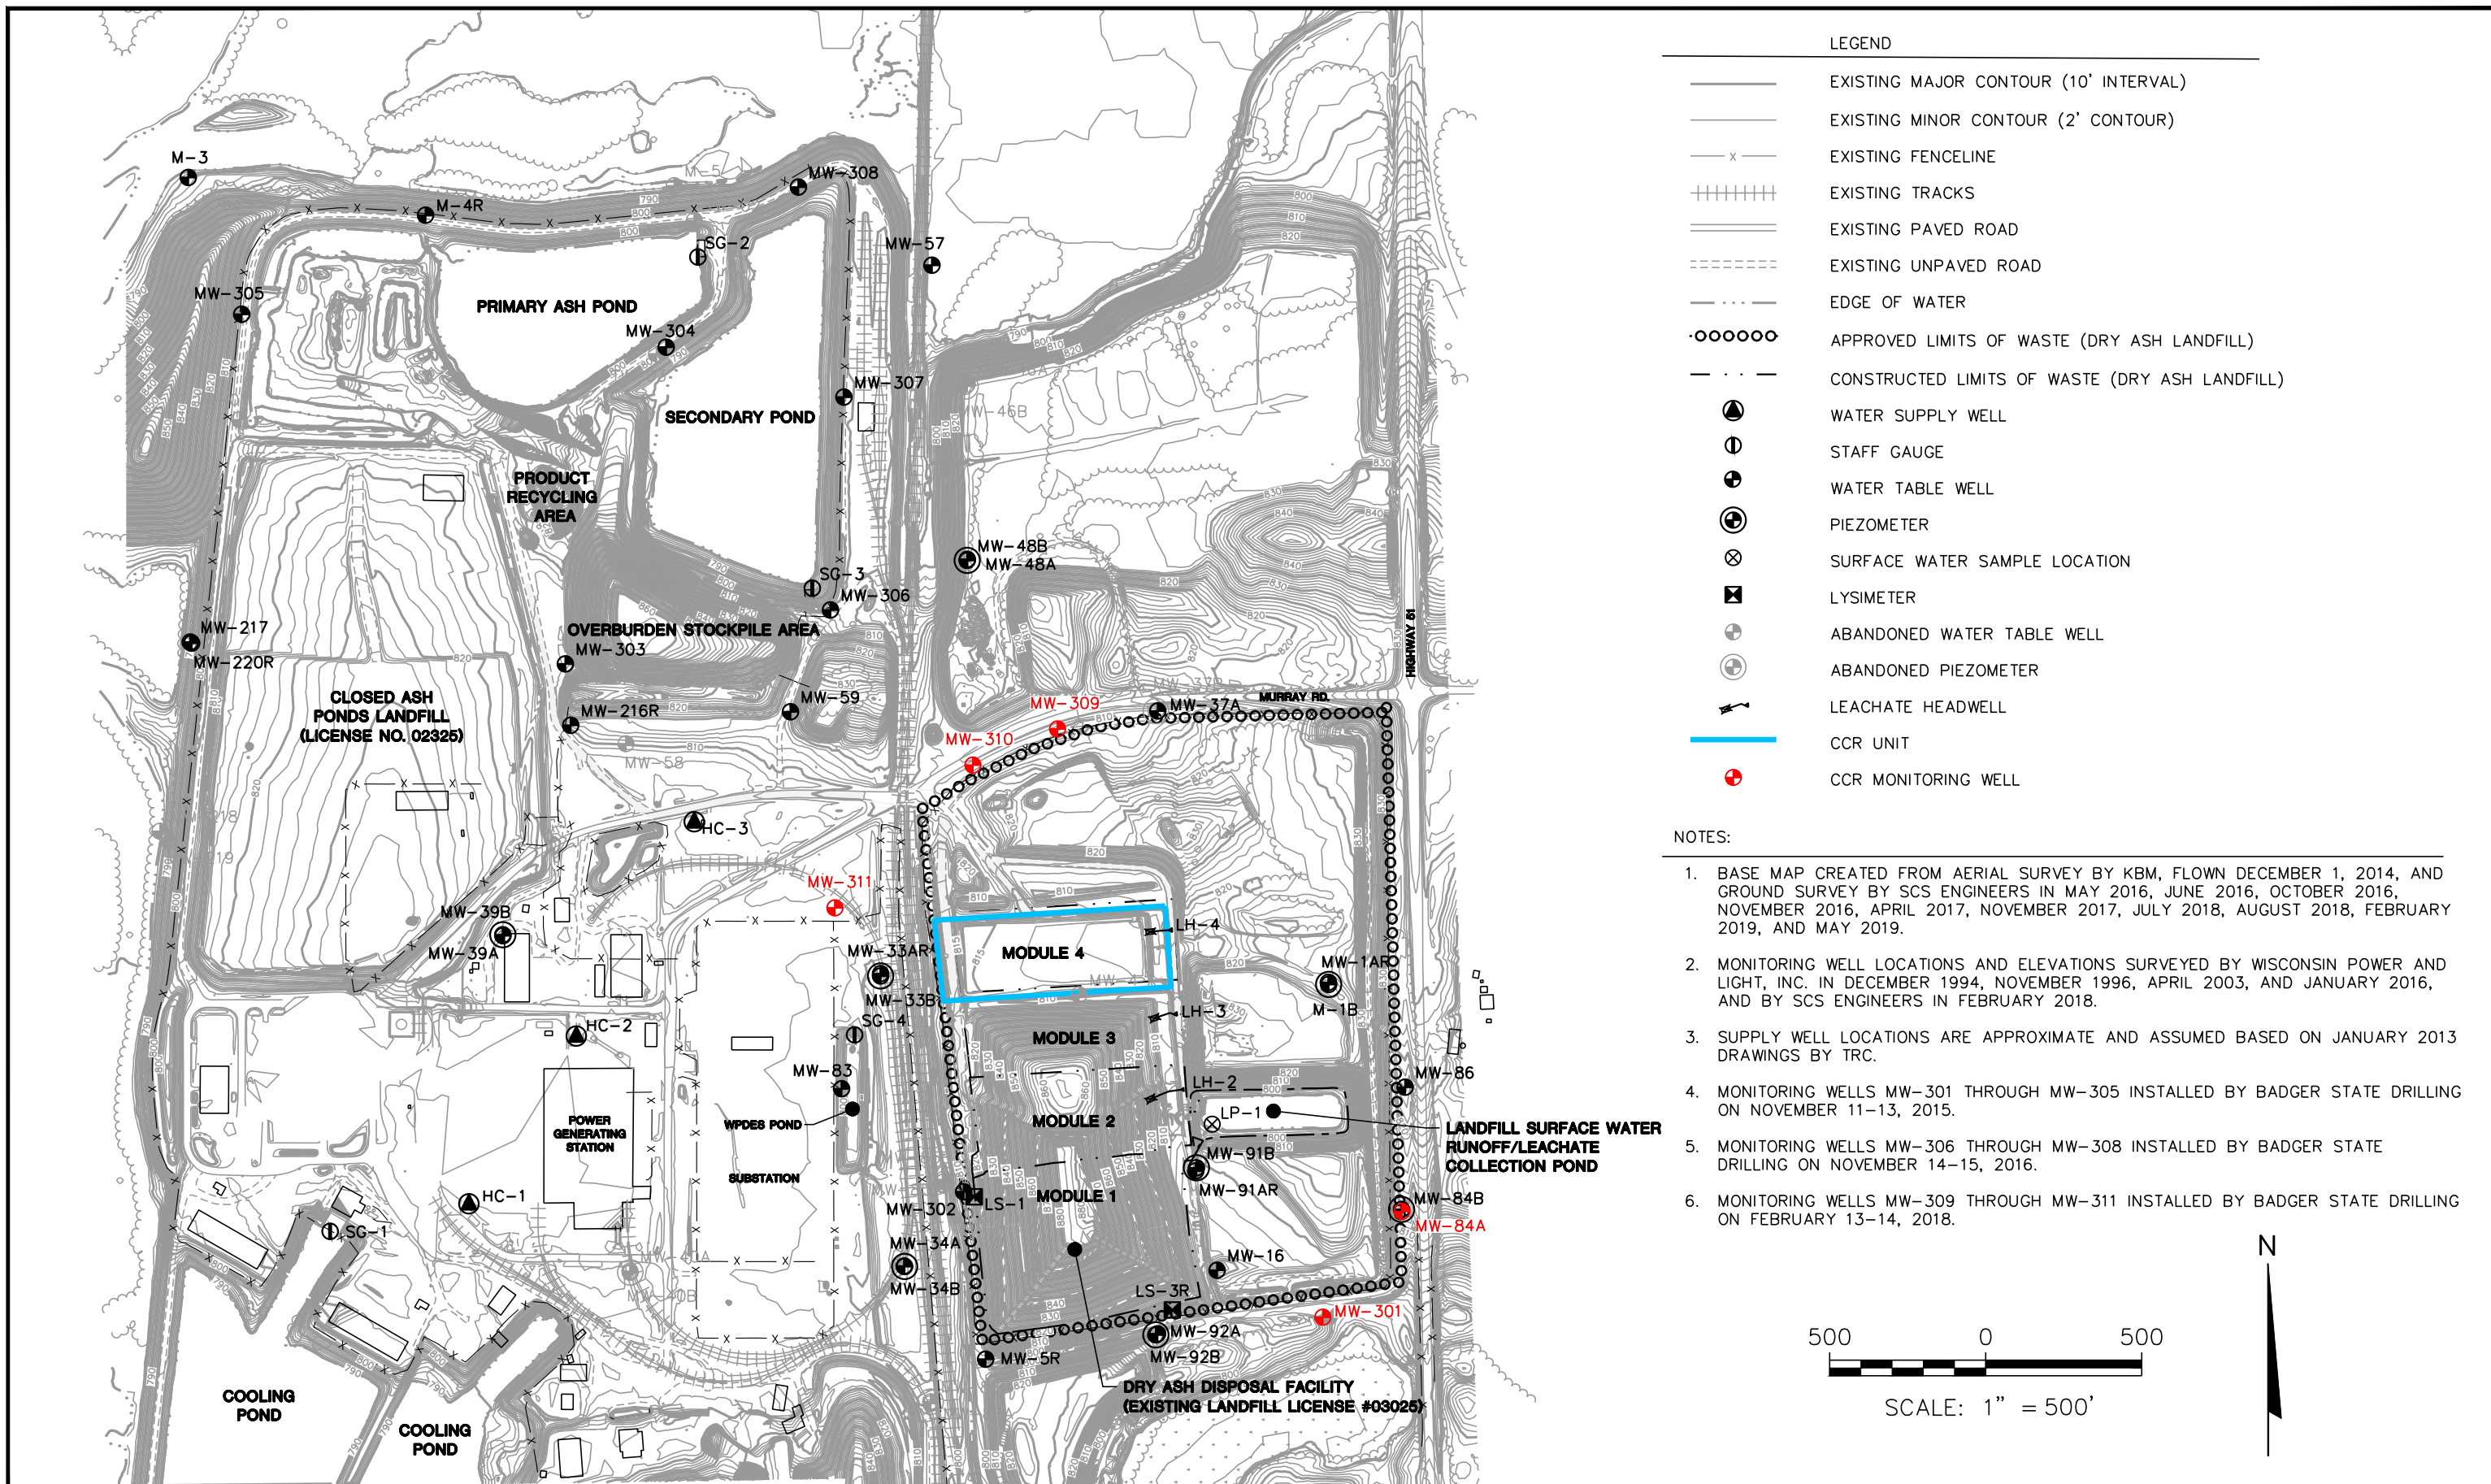 M-3
M-4R
M-5
MW-308
790
800
800
SG-2
MW-57
MW-305
PRIMARY ASH POND
MW-304
MW-307
SECONDARY POND
MW-46B
PRODUCT
RECYCLING
AREA
MW-48B
MW-48A
SG-3
MW-306
OVERBURDEN STOCKPILE AREA
MW-303
MW-217
MW-220R
CLOSED ASH
PONDS LANDFILL
(LICENSE NO. 02325)
MW-216R
MW-59
MW-58
MW-309
MW-310
MW-37A
MURRAY RD.
HIGHWAY 51
HC-3
MW-311
MW-39B
MW-39A
MW-33AR
MW-33B
MODULE 4
LH-4
MW-1AR
M-1B
HC-2
SG-4
MODULE 3
LH-3
MW-83
LH-2
MW-86
LP-1
POWER
GENERATING
STATION
WPDES POND
MODULE 2
LANDFILL SURFACE WATER
RUNOFF/LEACHATE
COLLECTION POND
MW-91B
MW-91AR
SUBSTATION
MODULE 1
HC-1
MW-302
LS-1
MW-84B
MW-84A
SG-1
MW-34A
MW-34B
MW-40B
MW-16
LS-3R
MW-301
MW-92A
MW-92B
MW-5R
DRY ASH DISPOSAL FACILITY
(EXISTING LANDFILL LICENSE #03025)
COOLING
POND
COOLING
POND
LEGEND
EXISTING MAJOR CONTOUR (10' INTERVAL)
EXISTING MINOR CONTOUR (2' CONTOUR)
EXISTING FENCELINE
EXISTING TRACKS
EXISTING PAVED ROAD
EXISTING UNPAVED ROAD
EDGE OF WATER
APPROVED LIMITS OF WASTE (DRY ASH LANDFILL)
CONSTRUCTED LIMITS OF WASTE (DRY ASH LANDFILL)
WATER SUPPLY WELL
STAFF GAUGE
WATER TABLE WELL
PIEZOMETER
SURFACE WATER SAMPLE LOCATION
LYSIMETER
ABANDONED WATER TABLE WELL
ABANDONED PIEZOMETER
LEACHATE HEADWELL
CCR UNIT
CCR MONITORING WELL
NOTES:
1. BASE MAP CREATED FROM AERIAL SURVEY BY KBM, FLOWN DECEMBER 1, 2014, AND
GROUND SURVEY BY SCS ENGINEERS IN MAY 2016, JUNE 2016, OCTOBER 2016,
NOVEMBER 2016, APRIL 2017, NOVEMBER 2017, JULY 2018, AUGUST 2018, FEBRUARY
2019, AND MAY 2019.
2. MONITORING WELL LOCATIONS AND ELEVATIONS SURVEYED BY WISCONSIN POWER AND
LIGHT, INC. IN DECEMBER 1994, NOVEMBER 1996, APRIL 2003, AND JANUARY 2016,
AND BY SCS ENGINEERS IN FEBRUARY 2018.
3. SUPPLY WELL LOCATIONS ARE APPROXIMATE AND ASSUMED BASED ON JANUARY 2013
DRAWINGS BY TRC.
4. MONITORING WELLS MW-301 THROUGH MW-305 INSTALLED BY BADGER STATE DRILLING
ON NOVEMBER 11-13, 2015.
5. MONITORING WELLS MW-306 THROUGH MW-308 INSTALLED BY BADGER STATE
DRILLING ON NOVEMBER 14-15, 2016.
6. MONITORING WELLS MW-309 THROUGH MW-311 INSTALLED BY BADGER STATE DRILLING
ON FEBRUARY 13-14, 2018.
N
500 0 500
SCALE: 1" = 500'